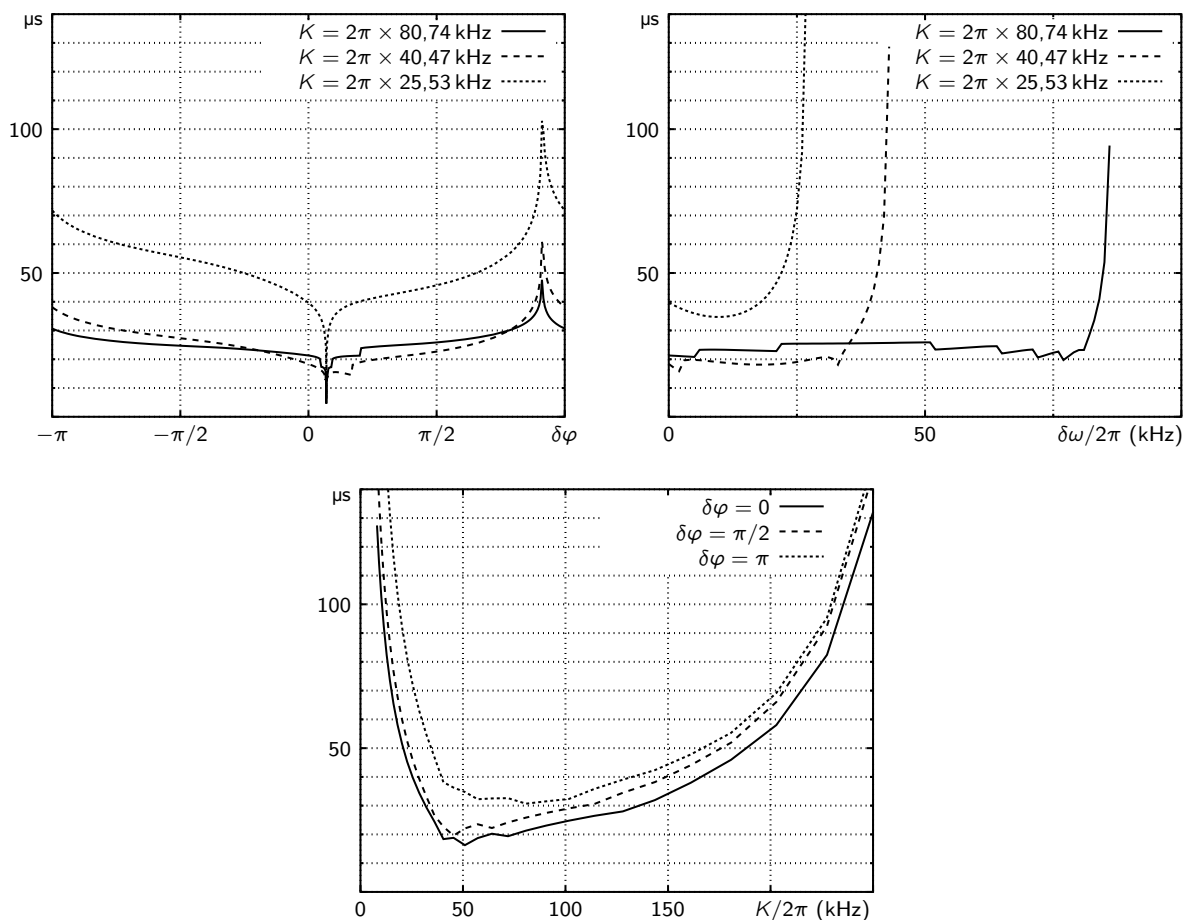 µs
K = 2π × 80,74 kHz
K = 2π × 40,47 kHz
K = 2π × 25,53 kHz
100
50
−π
−π/2
0
π/2
δφ
µs
K = 2π × 80,74 kHz
K = 2π × 40,47 kHz
K = 2π × 25,53 kHz
100
50
0
50
δω/2π (kHz)
µs
δφ = 0
δφ = π/2
δφ = π
100
50
0
50
100
150
K/2π (kHz)